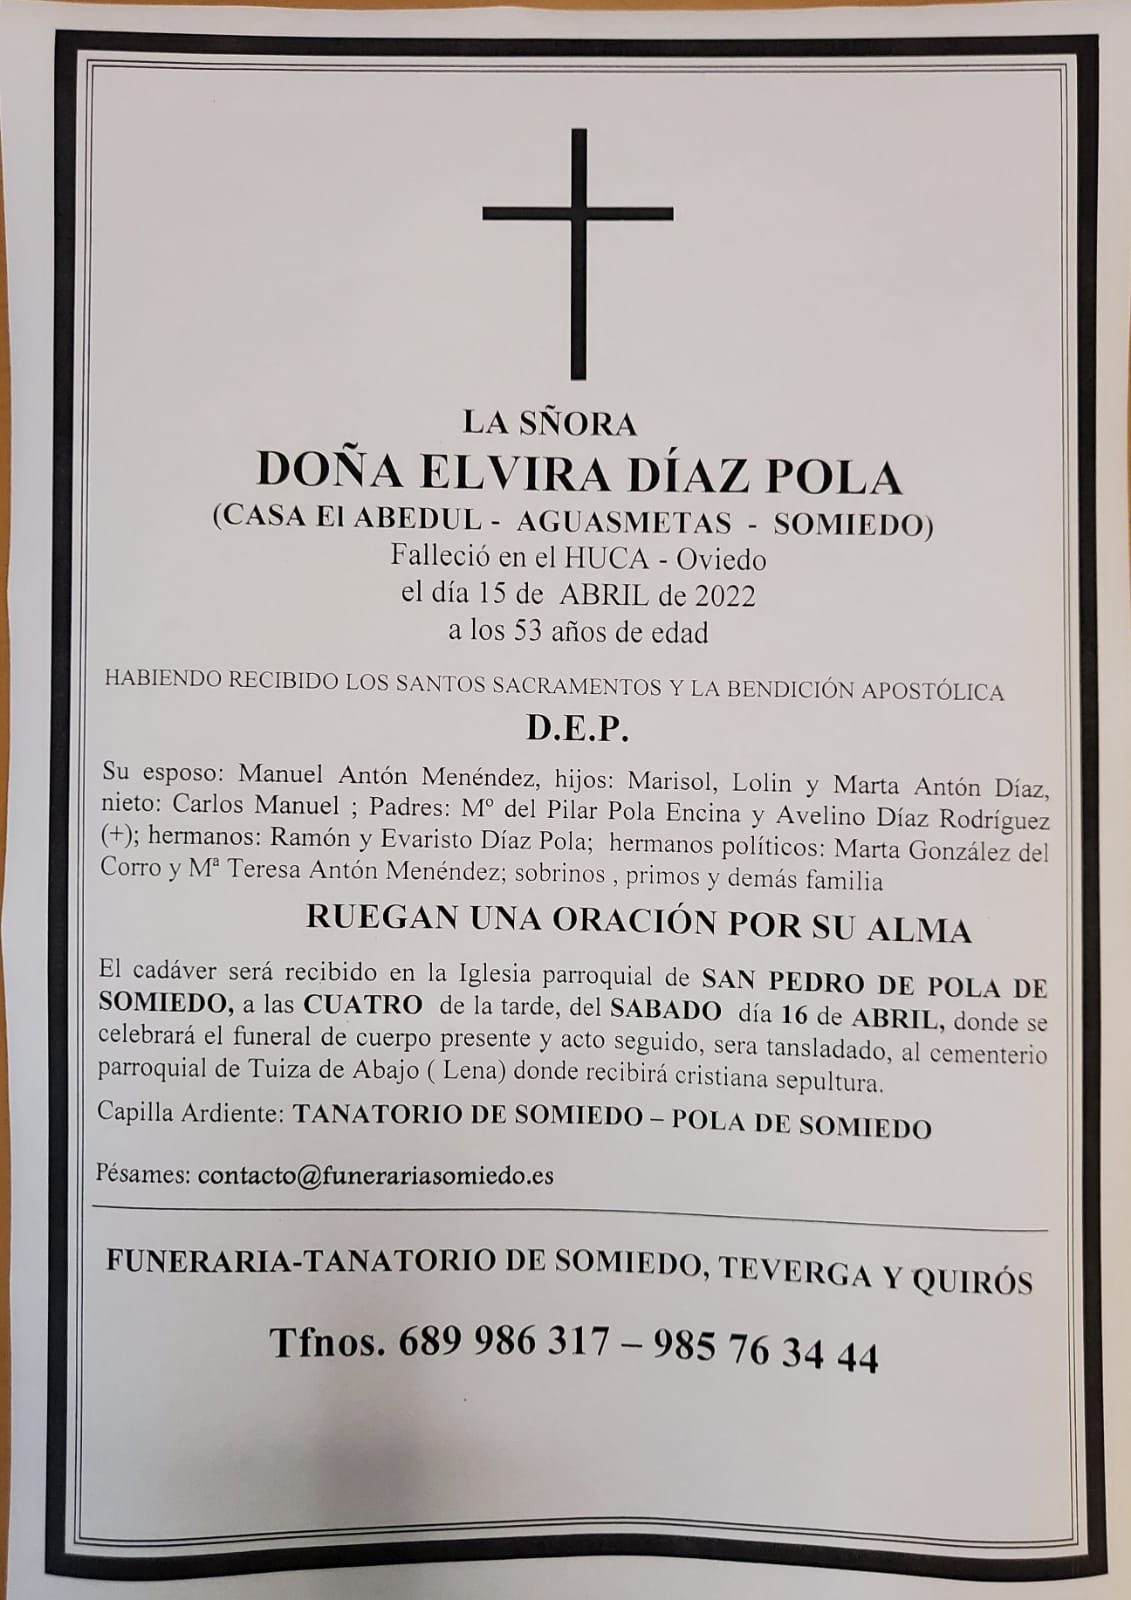 LA SÑORA
DOÑA ELVIRA DÍAZ POLA
(CASA El ABEDUL - AGUASMETAS - SOMIEDO)
Falleció en el HUCA - Oviedo
el día 15 de ABRIL de 2022
a los 53 años de edad
HABIENDO RECIBIDO LOS SANTOS SACRAMENTOS Y LA BENDICIÓN APOSTÓLICA
D.E.P.
Su esposo: Manuel Antón Menéndez, hijos: Marisol, Lolin y Marta Antón Díaz,
nieto: Carlos Manuel ; Padres: Mº del Pilar Pola Encina y Avelino Díaz Rodríguez
(+); hermanos: Ramón y Evaristo Díaz Pola; hermanos políticos: Marta González del
Corro y Mª Teresa Antón Menéndez; sobrinos , primos y demás familia
RUEGAN UNA ORACIÓN POR SU ALMA
El cadáver será recibido en la Iglesia parroquial de SAN PEDRO DE POLA DE
SOMIEDO, a las CUATRO de la tarde, del SABADO día 16 de ABRIL, donde se
celebrará el funeral de cuerpo presente y acto seguido, sera tansladado, al cementerio
parroquial de Tuiza de Abajo ( Lena) donde recibirá cristiana sepultura.
Capilla Ardiente: TANATORIO DE SOMIEDO – POLA DE SOMIEDO
Pésames: contacto@funerariasomiedo.es
FUNERARIA-TANATORIO DE SOMIEDO, TEVERGA Y QUIRÓS
Tfnos. 689 986 317 – 985 76 34 44